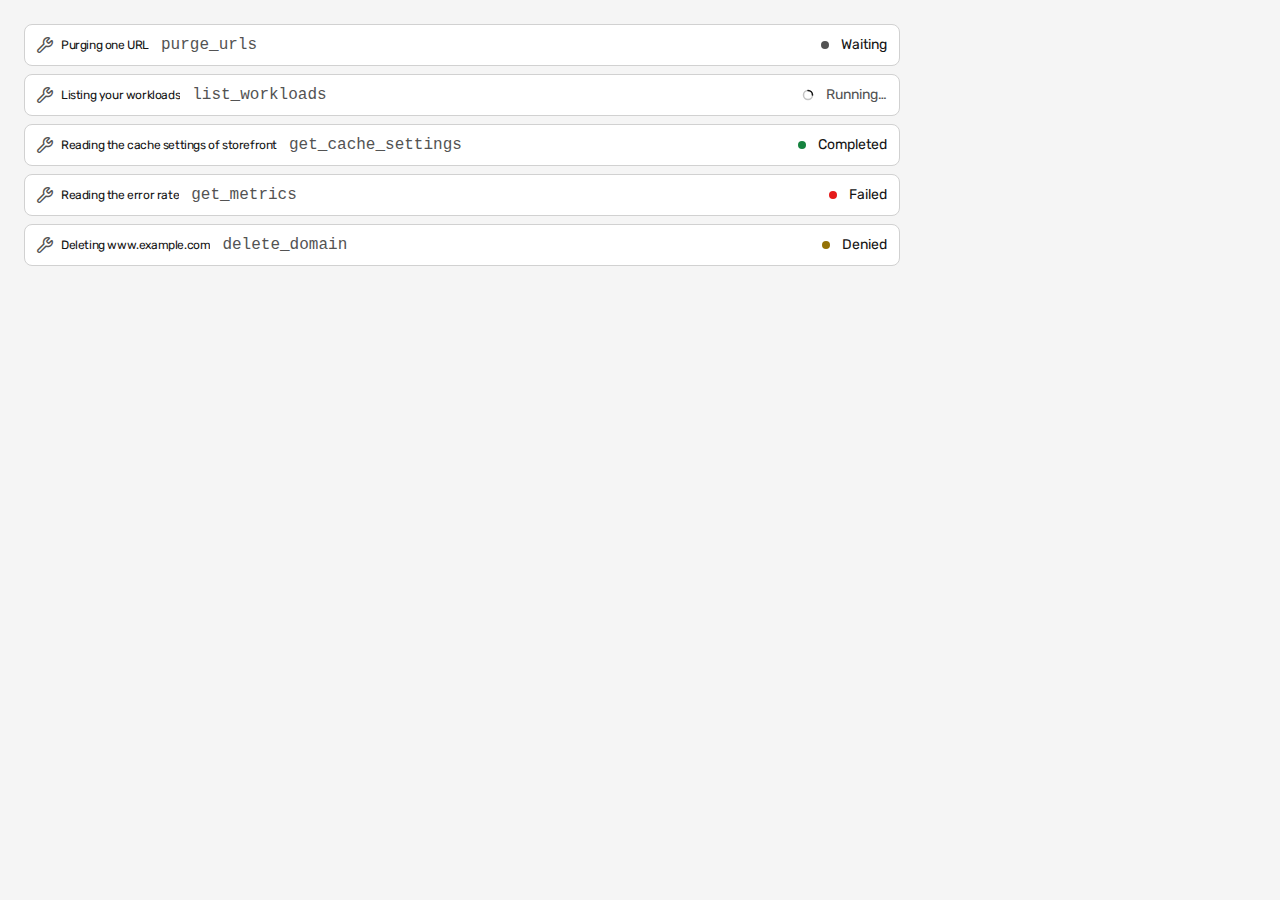 Purging one URL purge_urls Waiting
Listing your workloads list_workloads Running…
Reading the cache settings of storefront get_cache_settings Completed
Reading the error rate get_metrics Failed
Deleting www.example.com delete_domain Denied